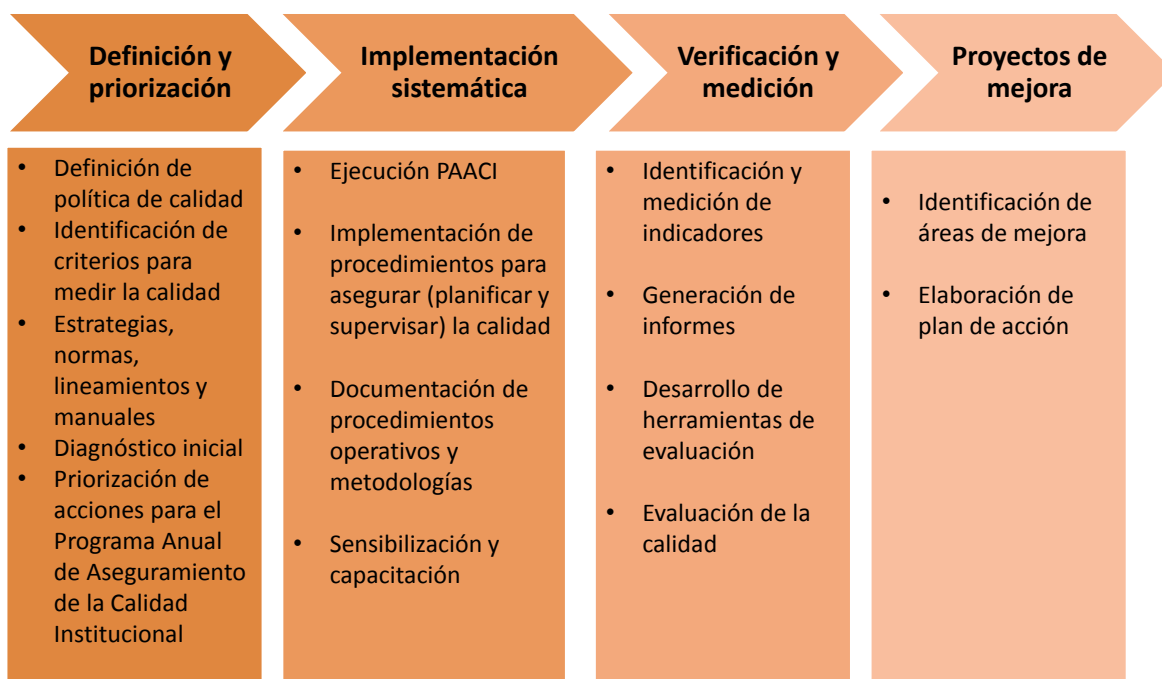 Definición y
priorización
Implementación
sistemática
Verificación y
medición
Proyectos de
mejora
• Definición de
política de calidad
• Identificación de
criterios para
medir la calidad
• Estrategias,
normas,
lineamientos y
manuales
• Diagnóstico inicial
• Priorización de
acciones para el
Programa Anual
de Aseguramiento
de la Calidad
Institucional
• Ejecución PAACI
• Implementación de
procedimientos para
asegurar (planificar y
supervisar) la calidad
• Documentación de
procedimientos
operativos y
metodologías
• Sensibilización y
capacitación
• Identificación y
medición de
indicadores
• Generación de
informes
• Desarrollo de
herramientas de
evaluación
• Evaluación de la
calidad
• Identificación de
áreas de mejora
• Elaboración de
plan de acción